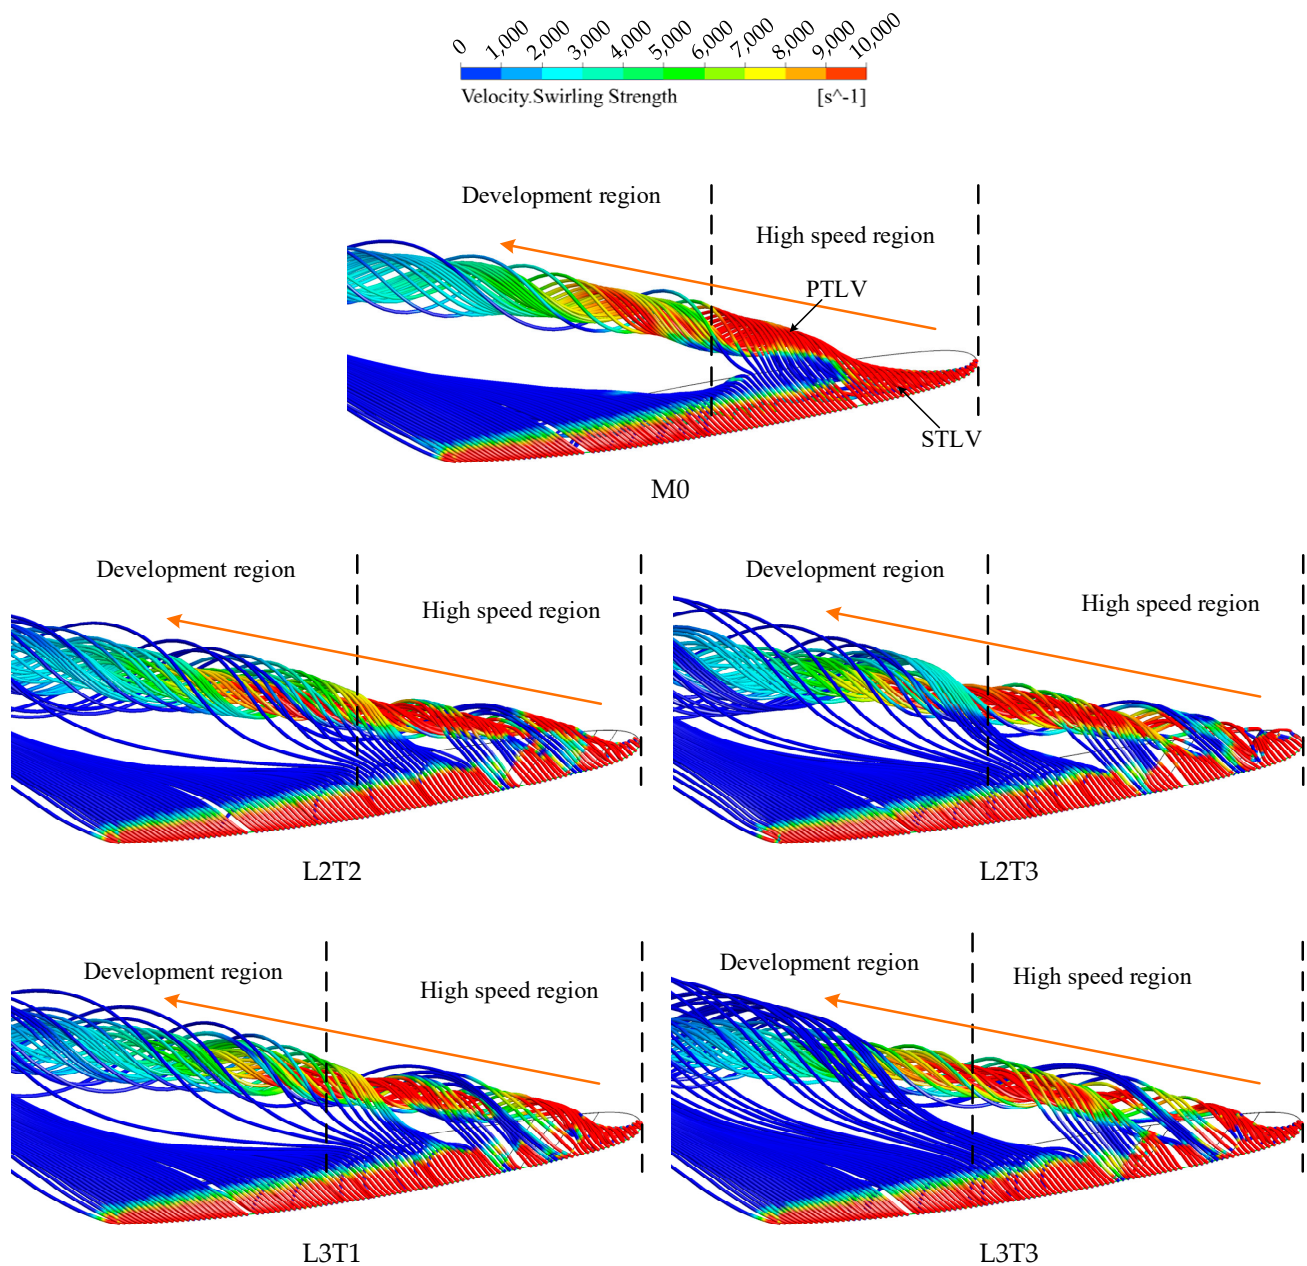 0 1,000 2,000 3,000 4,000 5,000 6,000 7,000 8,000 9,000 10,000
Velocity.Swirling Strength [s^-1]
Development region
High speed region
PTLV
STLV
M0
Development region
High speed region
L2T2
Development region
High speed region
L2T3
Development region
High speed region
L3T1
Development region
High speed region
L3T3